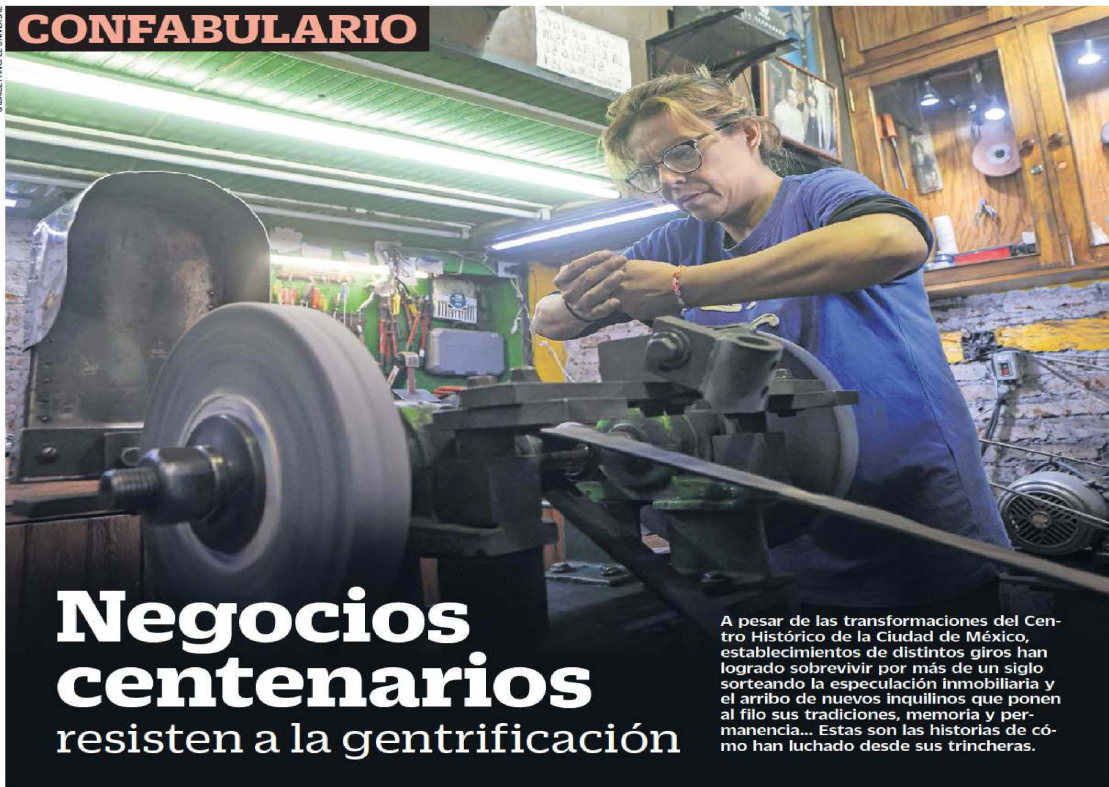 CONFABULARIO
Negocios
centenarios
resisten a la gentrificación
A pesar de las transformaciones del Cen-
tro Histórico de la Ciudad de México,
establecimientos de distintos giros han
logrado sobrevivir por más de un siglo
sorteando la especulación inmobiliaria y
el arribo de nuevos inquilinos que ponen
al filo sus tradiciones, memoria y per-
manencia... Estas son las historias de có-
mo han luchado desde sus trincheras.